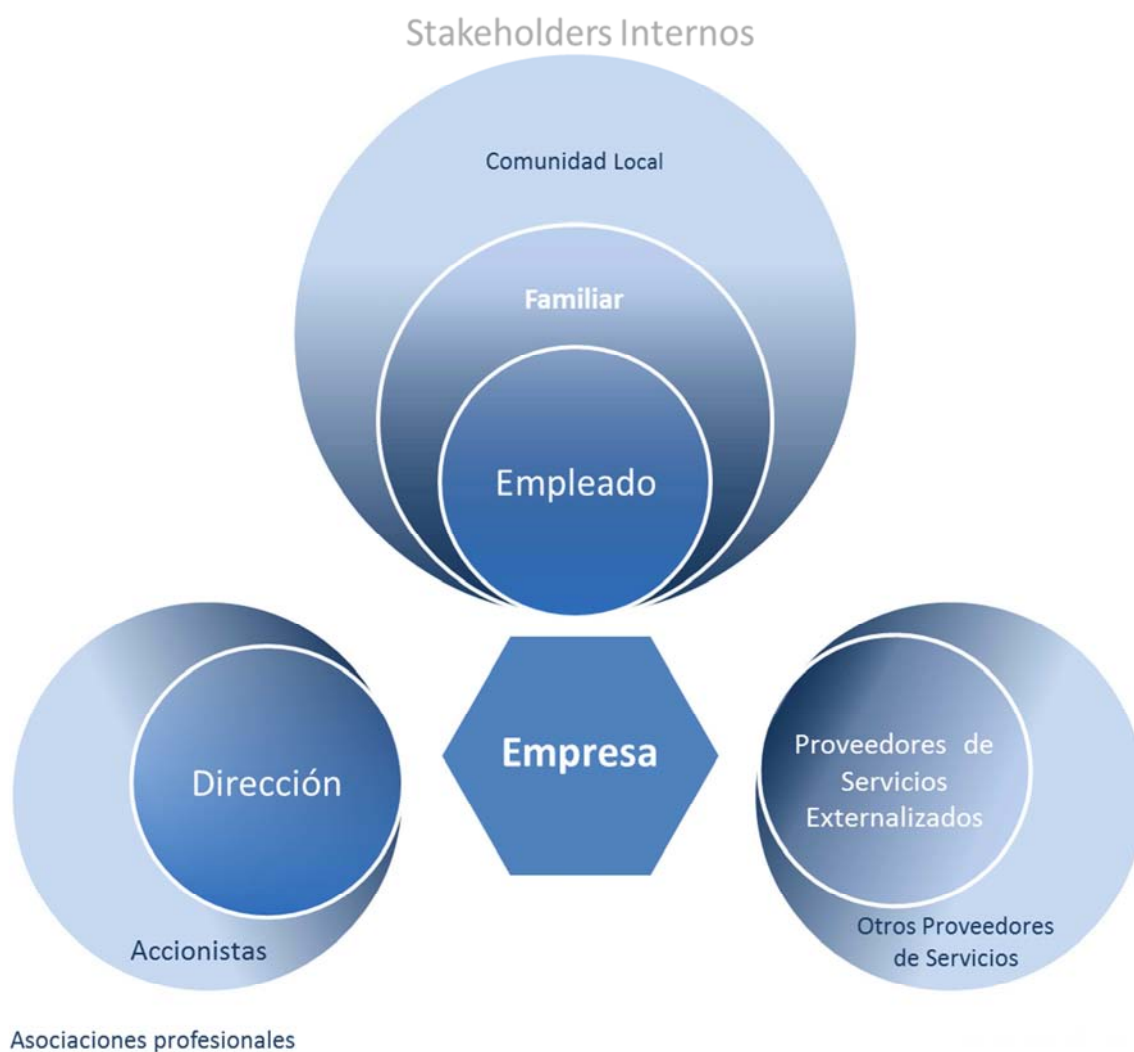 Stakeholders Internos
Comunidad Local
Familiar
Empleado
Empresa
Dirección
Accionistas
Proveedores de
Servicios
Externalizados
Otros Proveedores
de Servicios
Asociaciones profesionales